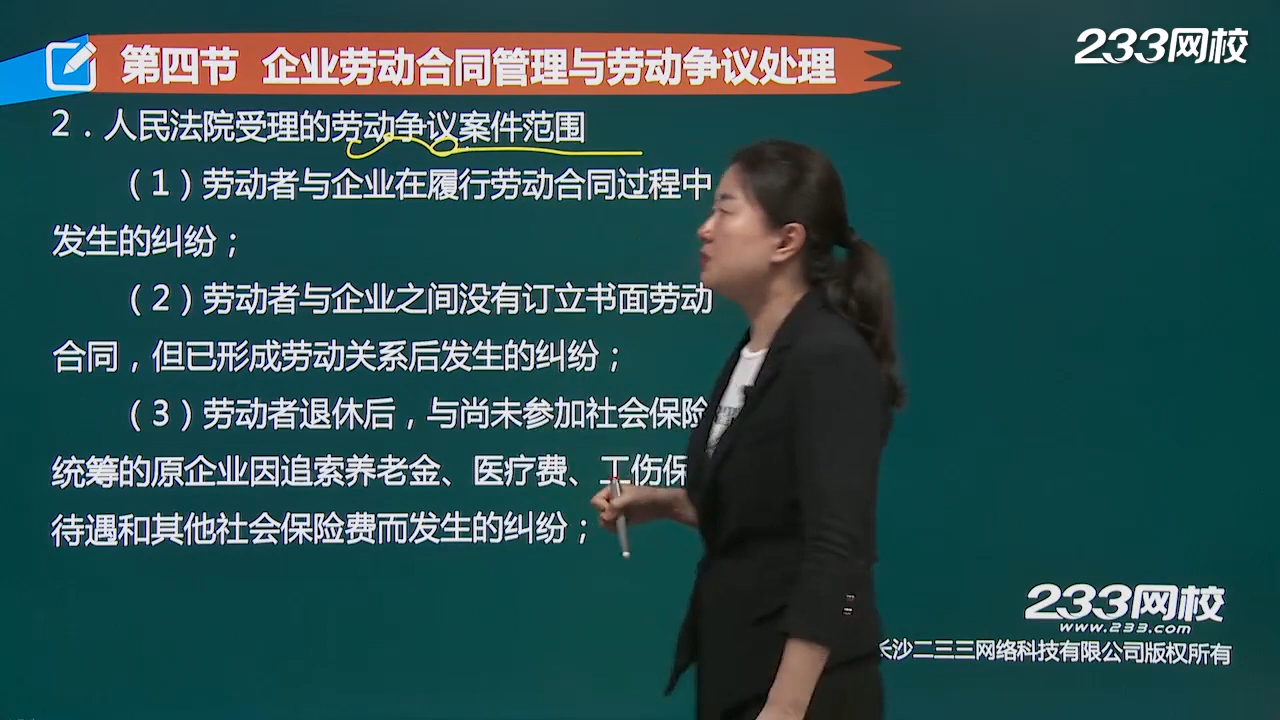 233网校
第四节 企业劳动合同管理与劳动争议处理
2．人民法院受理的劳动争议案件范围
（1）劳动者与企业在履行劳动合同过程中
发生的纠纷；
（2）劳动者与企业之间没有订立书面劳动
合同，但已形成劳动关系后发生的纠纷；
（3）劳动者退休后，与尚未参加社会保险
统筹的原企业因追索养老金、医疗费、工伤保
待遇和其他社会保险费而发生的纠纷；
233网校
www.233.com
长沙二三三网络科技有限公司版权所有